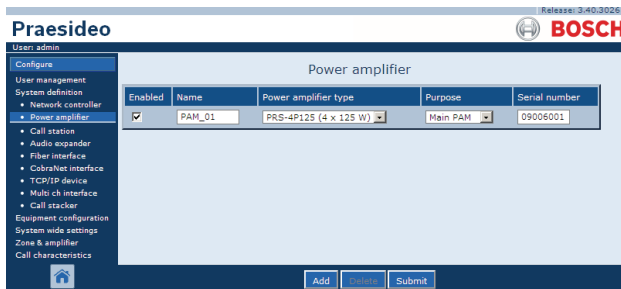 Release: 3.40.3026
Praesideo
BOSCH
User: admin
Configure
User management
System definition
• Network controller
• Power amplifier
• Call station
• Audio expander
• Fiber interface
• CobraNet interface
• TCP/IP device
• Multi ch interface
• Call stacker
Equipment configuration
System wide settings
Zone & amplifier
Call characteristics
Power amplifier
Enabled Name Power amplifier type Purpose Serial number
PAM_01 PRS-4P125 (4 x 125 W) Main PAM 09006001
Add Delete Submit